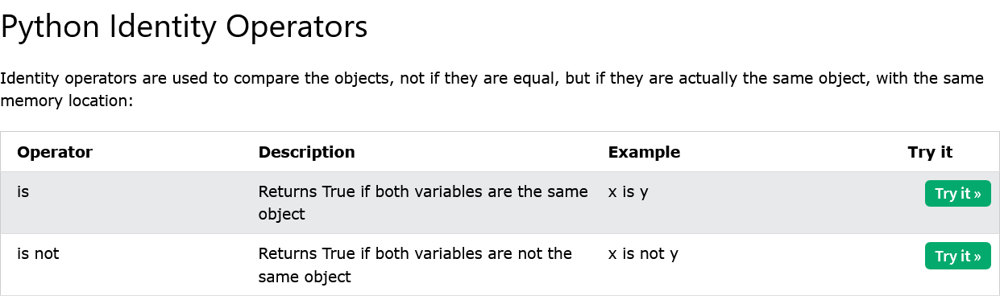 Python Identity Operators
Identity operators are used to compare the objects, not if they are equal, but if they are actually the same object, with the same
memory location:
Operator Description Example Try it
is Returns True if both variables are the same x is y Try it »
object
is not Returns True if both variables are not the x is not y Try it »
same object